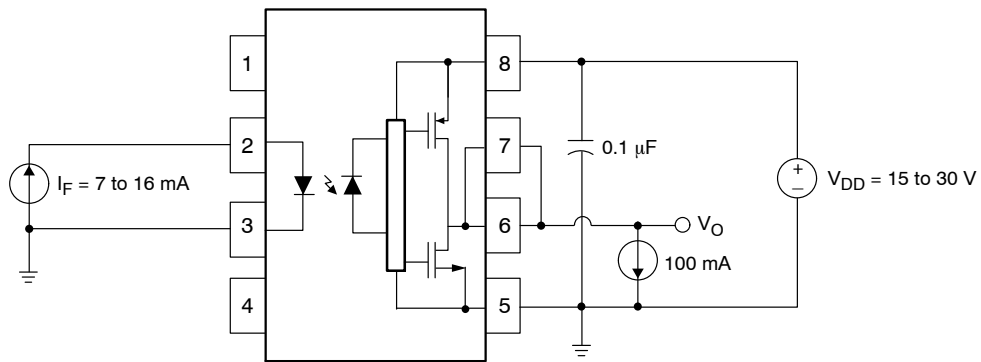 1
8
2
7
0.1 μF
+
–
I_F = 7 to 16 mA
V_DD = 15 to 30 V
3
6
V_O
100 mA
4
5